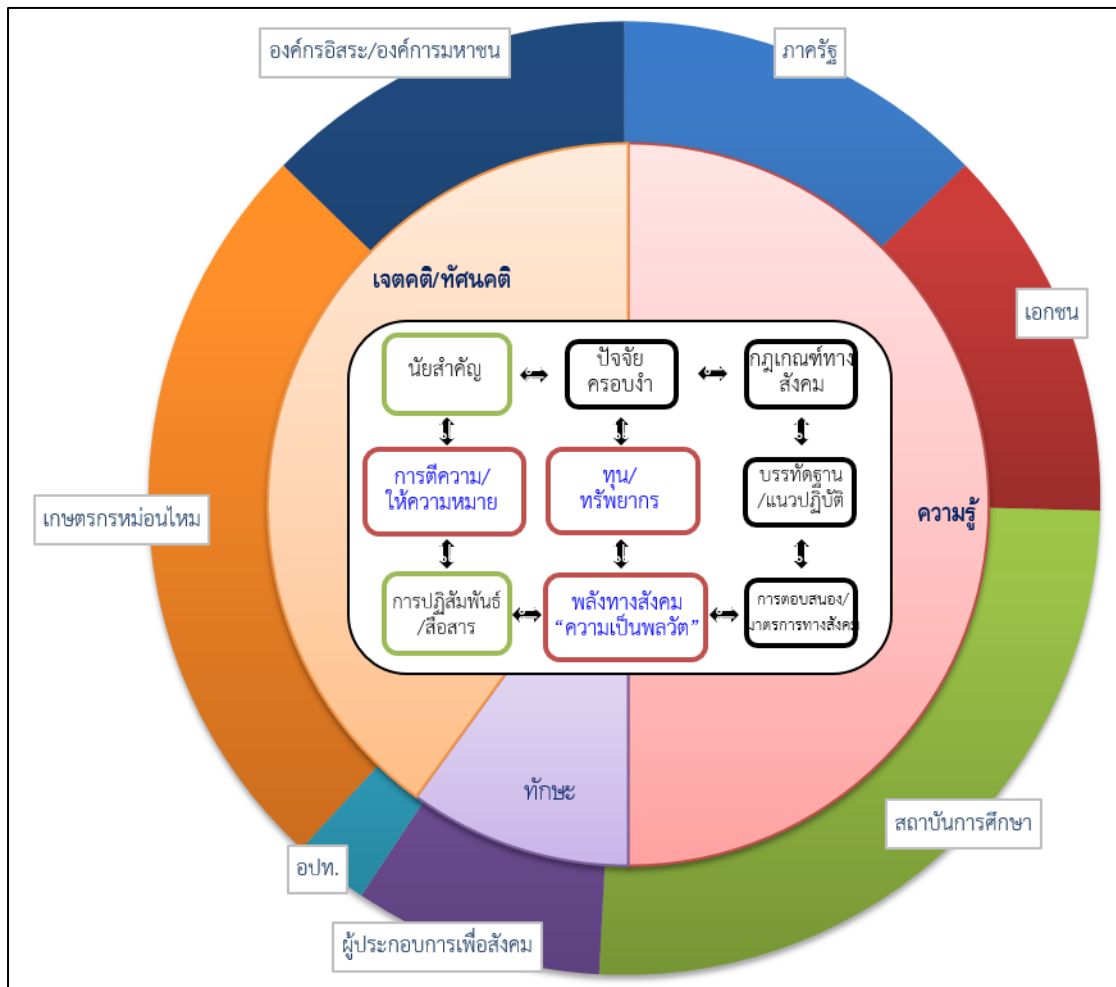 องค์กรอิสระ/องค์การมหาชน
ภาครัฐ
เอกชน
เจตคติ/ทัศนคติ
นัยสำคัญ
ปัจจัย
ครอบงำ
กฎเกณฑ์ทาง
สังคม
การตีความ/
ให้ความหมาย
ทุน/
ทรัพยากร
บรรทัดฐาน
/แนวปฏิบัติ
เกษตรกรหม่อนไหม
ความรู้
การปฏิสัมพันธ์
/สื่อสาร
พลังทางสังคม
“ความเป็นพลวัต”
การตอบสนอง/
มาตรการทางสังคม
ทักษะ
สถาบันการศึกษา
อปท.
ผู้ประกอบการเพื่อสังคม